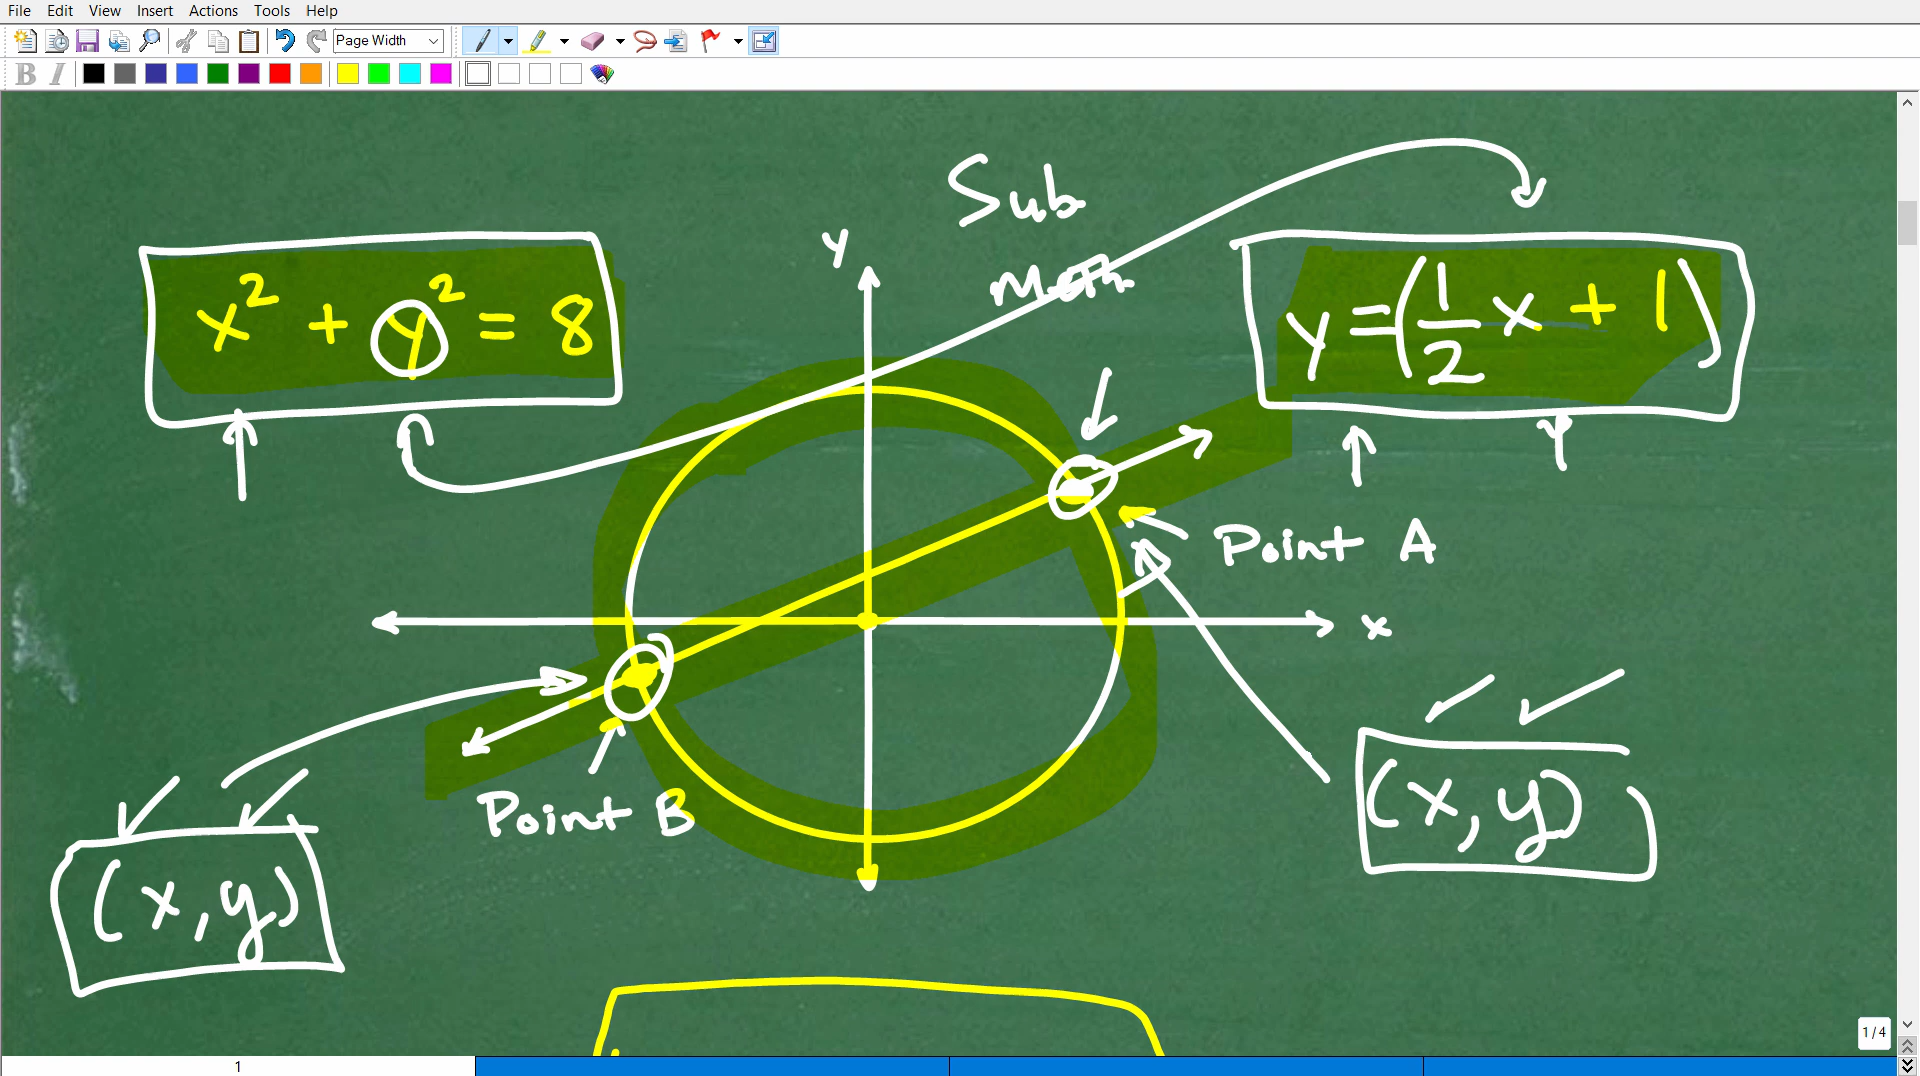 File Edit View Insert Actions Tools Help
Page Width
B I
Sub
Meth
x² + y² = 8
y = (1/2 x + 1)
y
x
Point A
Point B
(x, y)
(x, y)
1 / 4
1